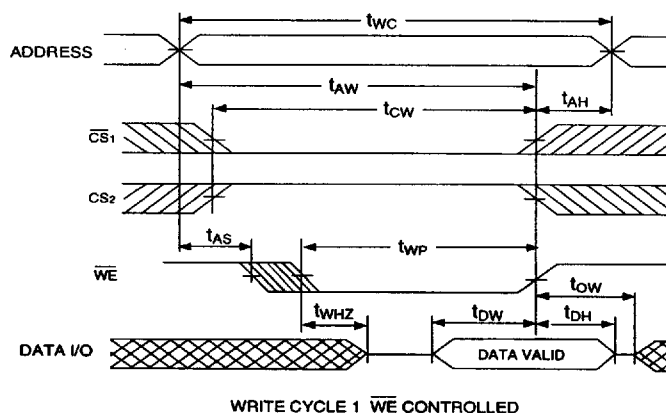 tWC
ADDRESS
tAW
tCW
tAH
CS1
CS2
tAS
tWP
WE
tOW
tWHZ
tDW
tDH
DATA I/O
DATA VALID
WRITE CYCLE 1 WE CONTROLLED